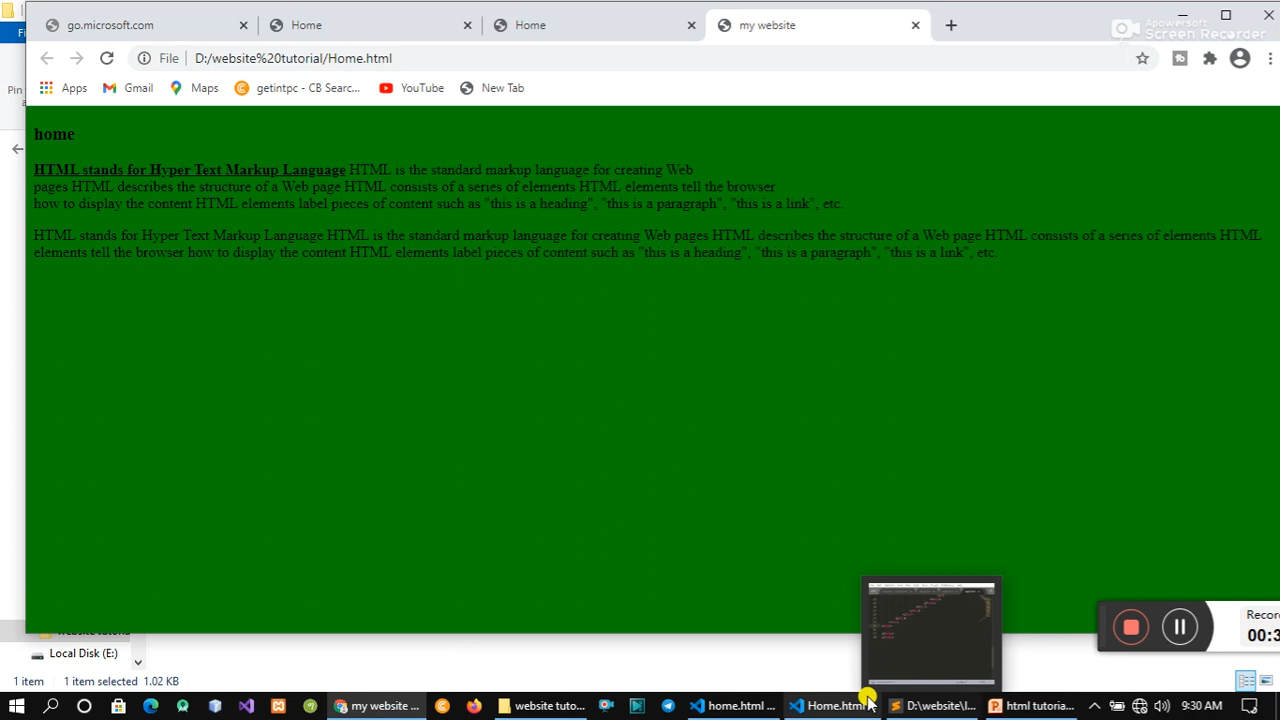 go.microsoft.com
Home
Home
my website
Apowersoft
Screen Recorder
File
D:/website%20tutorial/Home.html
Apps
Gmail
Maps
getintpc - CB Searc...
YouTube
New Tab
home
HTML stands for Hyper Text Markup Language HTML is the standard markup language for creating Web
pages HTML describes the structure of a Web page HTML consists of a series of elements HTML elements tell the browser
how to display the content HTML elements label pieces of content such as "this is a heading", "this is a paragraph", "this is a link", etc.
HTML stands for Hyper Text Markup Language HTML is the standard markup language for creating Web pages HTML describes the structure of a Web page HTML consists of a series of elements HTML
elements tell the browser how to display the content HTML elements label pieces of content such as "this is a heading", "this is a paragraph", "this is a link", etc.
Recor
00:3
Local Disk (E:)
1 item
1 item selected 1.02 KB
my website ...
website tuto...
home.html ...
Home.html
D:\website\l...
html tutoria...
9:30 AM